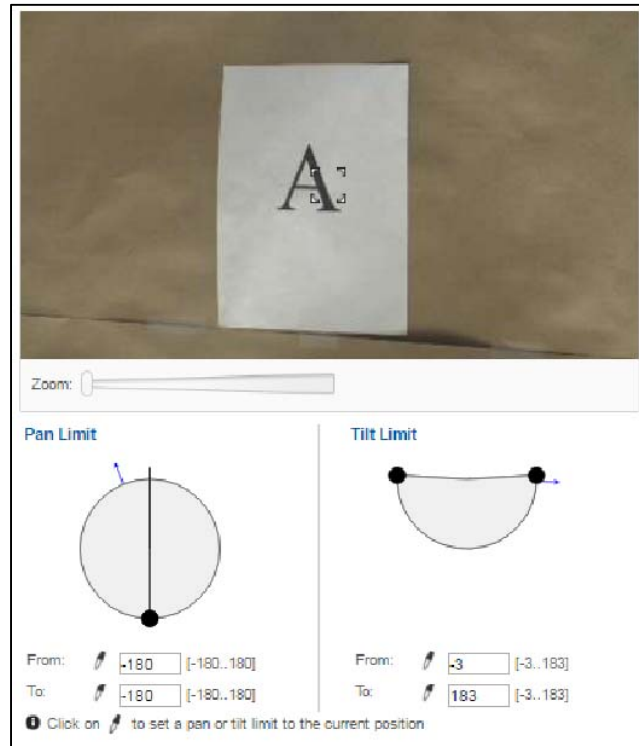 A
Zoom:
Pan Limit
Tilt Limit
From: -180 [-180..180]
To: -180 [-180..180]
From: -3 [-3..183]
To: 183 [-3..183]
Click on to set a pan or tilt limit to the current position